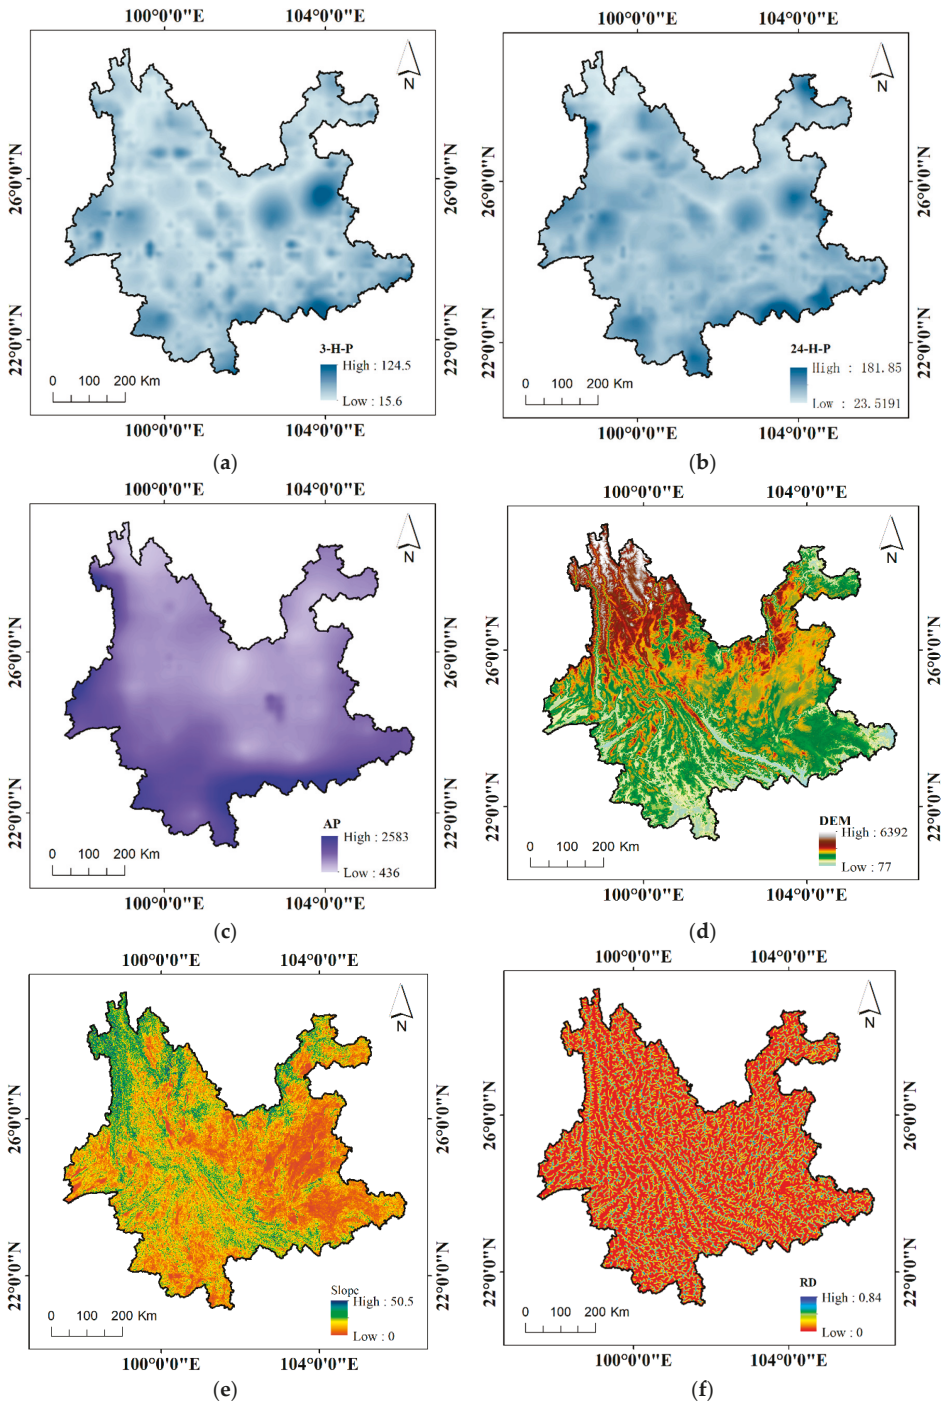 100°0'0"E 104°0'0"E 100°0'0"E 104°0'0"E
N N
26°0'0"N 26°0'0"N 26°0'0"N 26°0'0"N
22°0'0"N 22°0'0"N 22°0'0"N 22°0'0"N
3-H-P 24-H-P
High : 124.5 High : 181.85
0 100 200 Km 0 100 200 Km
Low : 15.6 Low : 23.5191
100°0'0"E 104°0'0"E 100°0'0"E 104°0'0"E
(a) (b)
100°0'0"E 104°0'0"E 100°0'0"E 104°0'0"E
N N
26°0'0"N 26°0'0"N 26°0'0"N 26°0'0"N
22°0'0"N 22°0'0"N 22°0'0"N 22°0'0"N
AP DEM
High : 2583 High : 6392
0 100 200 Km 0 100 200 Km
Low : 436 Low : 77
100°0'0"E 104°0'0"E 100°0'0"E 104°0'0"E
(c) (d)
100°0'0"E 104°0'0"E 100°0'0"E 104°0'0"E
N N
26°0'0"N 26°0'0"N 26°0'0"N 26°0'0"N
22°0'0"N 22°0'0"N 22°0'0"N 22°0'0"N
Slope RD
High : 50.5 High : 0.84
0 100 200 Km 0 100 200 Km
Low : 0 Low : 0
100°0'0"E 104°0'0"E 100°0'0"E 104°0'0"E
(e) (f)